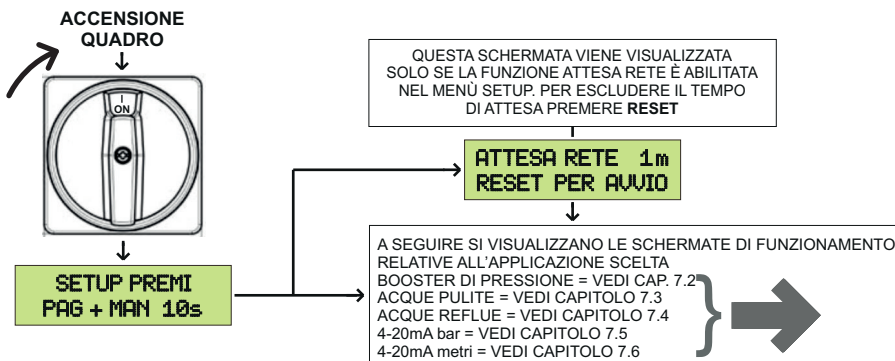 ACCENSIONE
QUADRO
I
ON
QUESTA SCHERMATA VIENE VISUALIZZATA
SOLO SE LA FUNZIONE ATTESA RETE È ABILITATA
NEL MENÙ SETUP. PER ESCLUDERE IL TEMPO
DI ATTESA PREMERE RESET
ATTESA RETE 1m
RESET PER AVVIO
SETUP PREMI
PAG + MAN 10s
A SEGUIRE SI VISUALIZZANO LE SCHERMATE DI FUNZIONAMENTO
RELATIVE ALL'APPLICAZIONE SCELTA
BOOSTER DI PRESSIONE = VEDI CAP. 7.2
ACQUE PULITE = VEDI CAPITOLO 7.3
ACQUE REFLUE = VEDI CAPITOLO 7.4
4-20mA bar = VEDI CAPITOLO 7.5
4-20mA metri = VEDI CAPITOLO 7.6